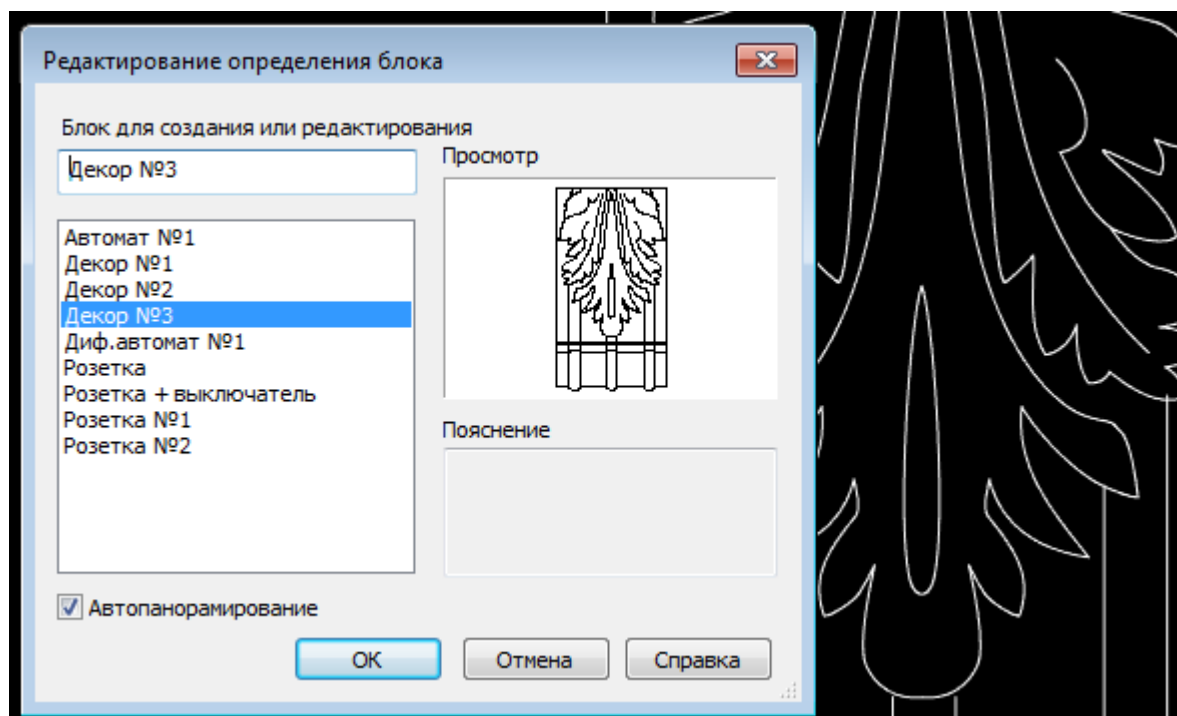 Редактирование определения блока
Блок для создания или редактирования
Декор №3
Просмотр
Автомат №1
Декор №1
Декор №2
Декор №3
Диф.автомат №1
Розетка
Розетка + выключатель
Розетка №1
Розетка №2
Пояснение
Автопанорамирование
ОК
Отмена
Справка